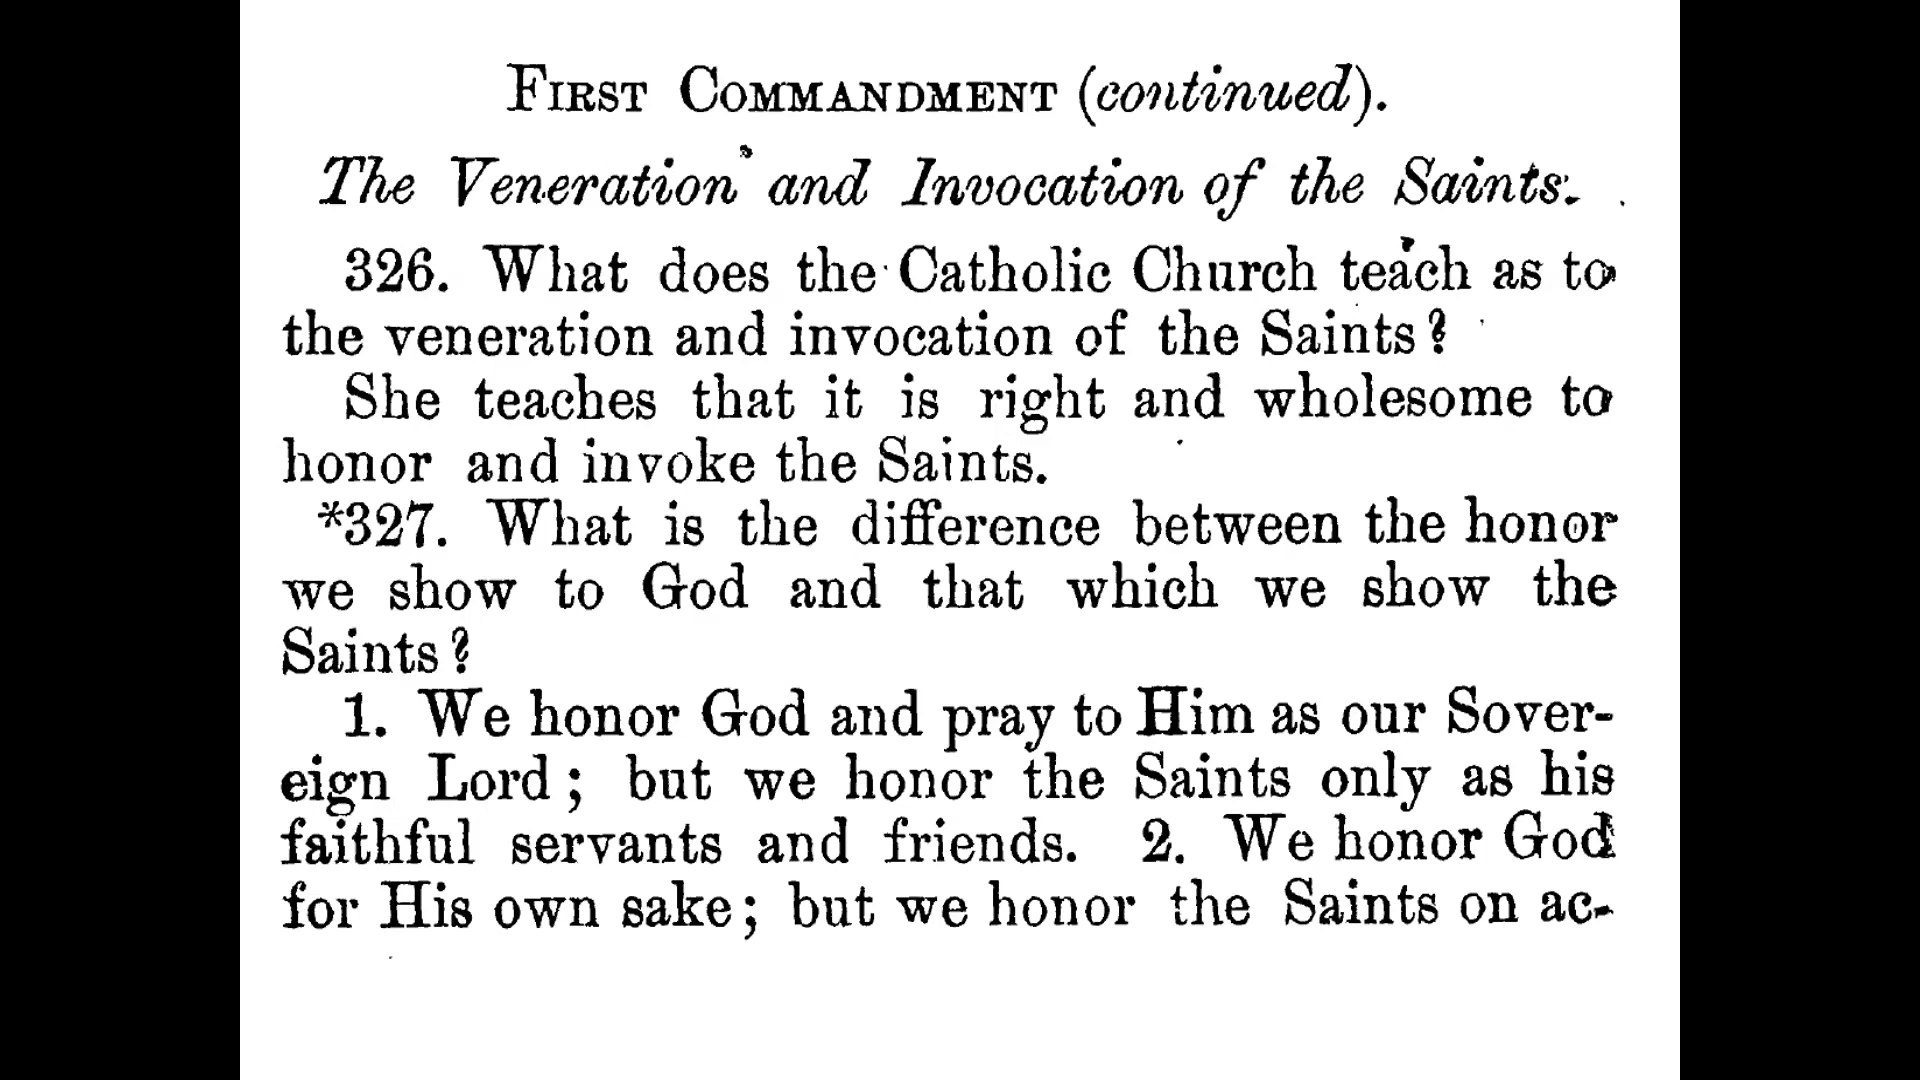 FIRST COMMANDMENT (continued).
The Veneration and Invocation of the Saints.
326. What does the Catholic Church teach as to
the veneration and invocation of the Saints?
She teaches that it is right and wholesome to
honor and invoke the Saints.
*327. What is the difference between the honor
we show to God and that which we show the
Saints?
1. We honor God and pray to Him as our Sover-
eign Lord; but we honor the Saints only as his
faithful servants and friends. 2. We honor God
for His own sake; but we honor the Saints on ac-